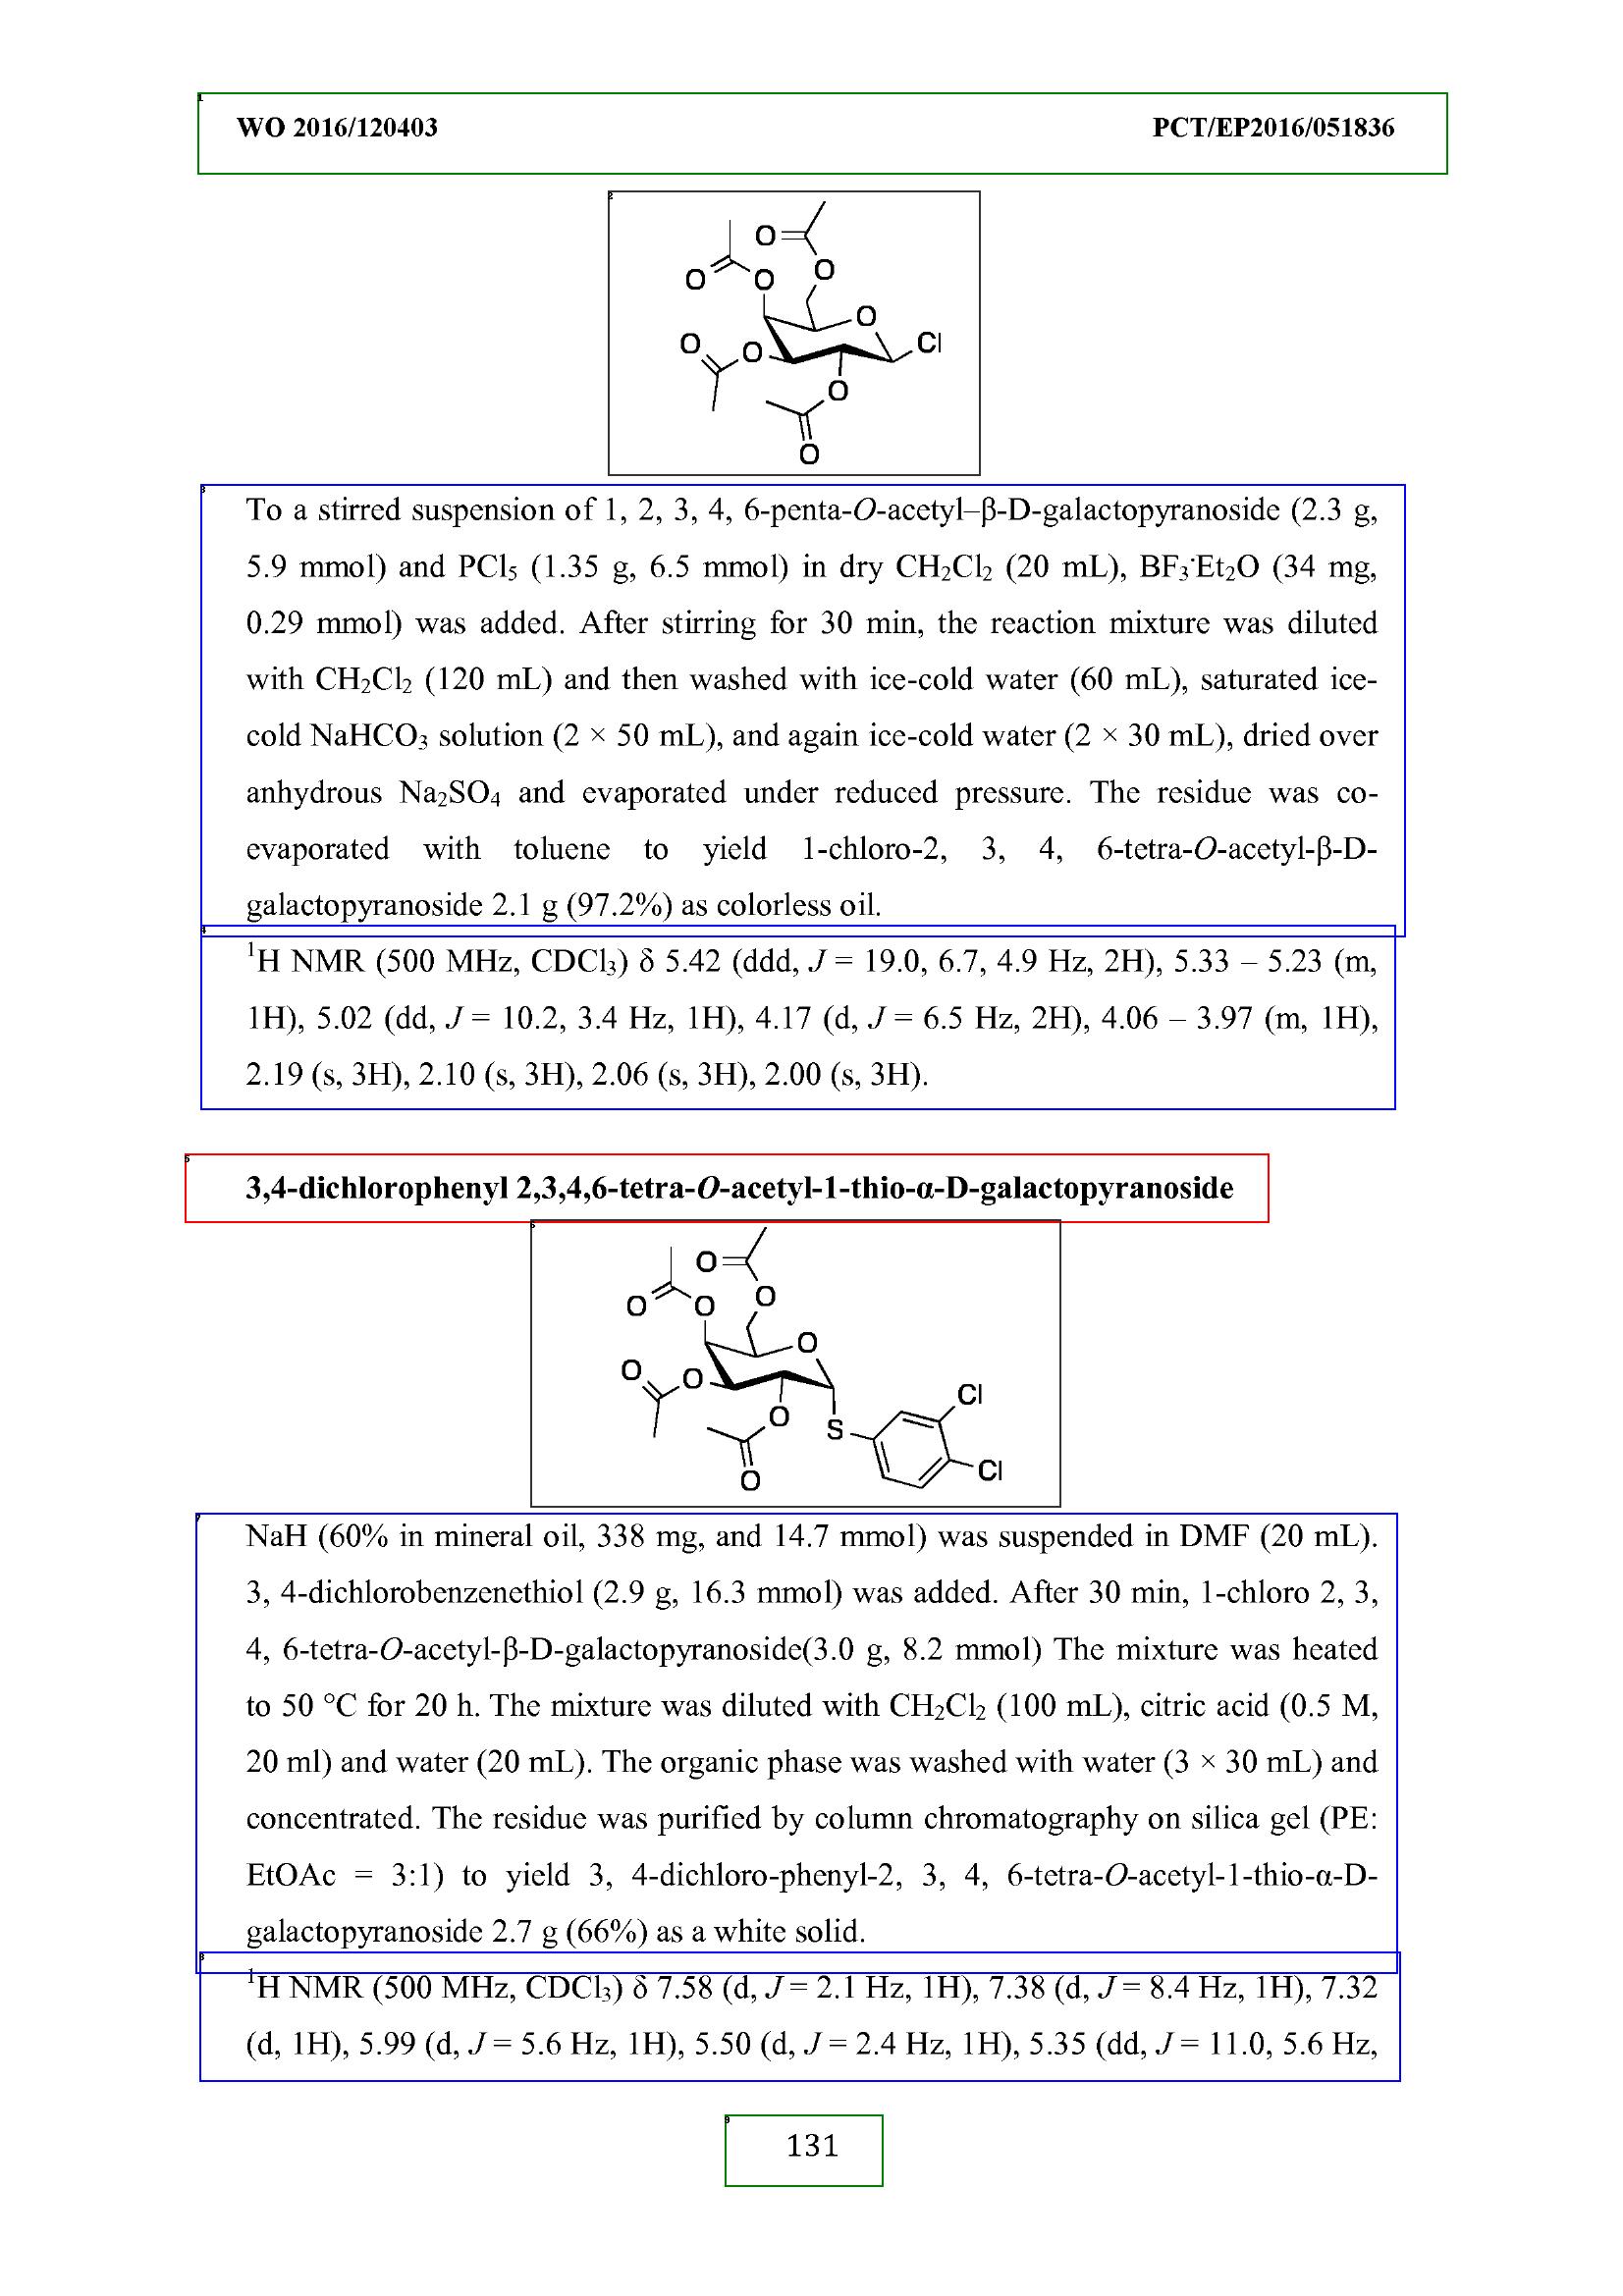 WO 2016/120403 PCT/EP2016/051836
O O
O O
O Cl
O O
O
O
To a stirred suspension of 1, 2, 3, 4, 6-penta-O-acetyl–β-D-galactopyranoside (2.3 g,
5.9 mmol) and PCl₅ (1.35 g, 6.5 mmol) in dry CH₂Cl₂ (20 mL), BF₃·Et₂O (34 mg,
0.29 mmol) was added. After stirring for 30 min, the reaction mixture was diluted
with CH₂Cl₂ (120 mL) and then washed with ice-cold water (60 mL), saturated ice-
cold NaHCO₃ solution (2 × 50 mL), and again ice-cold water (2 × 30 mL), dried over
anhydrous Na₂SO₄ and evaporated under reduced pressure. The residue was co-
evaporated with toluene to yield 1-chloro-2, 3, 4, 6-tetra-O-acetyl-β-D-
galactopyranoside 2.1 g (97.2%) as colorless oil.
¹H NMR (500 MHz, CDCl₃) δ 5.42 (ddd, J = 19.0, 6.7, 4.9 Hz, 2H), 5.33 – 5.23 (m,
1H), 5.02 (dd, J = 10.2, 3.4 Hz, 1H), 4.17 (d, J = 6.5 Hz, 2H), 4.06 – 3.97 (m, 1H),
2.19 (s, 3H), 2.10 (s, 3H), 2.06 (s, 3H), 2.00 (s, 3H).
3,4-dichlorophenyl 2,3,4,6-tetra-O-acetyl-1-thio-α-D-galactopyranoside
O O
O O
O
O O
O S Cl
O Cl
NaH (60% in mineral oil, 338 mg, and 14.7 mmol) was suspended in DMF (20 mL).
3, 4-dichlorobenzenethiol (2.9 g, 16.3 mmol) was added. After 30 min, 1-chloro 2, 3,
4, 6-tetra-O-acetyl-β-D-galactopyranoside(3.0 g, 8.2 mmol) The mixture was heated
to 50 °C for 20 h. The mixture was diluted with CH₂Cl₂ (100 mL), citric acid (0.5 M,
20 ml) and water (20 mL). The organic phase was washed with water (3 × 30 mL) and
concentrated. The residue was purified by column chromatography on silica gel (PE:
EtOAc = 3:1) to yield 3, 4-dichloro-phenyl-2, 3, 4, 6-tetra-O-acetyl-1-thio-α-D-
galactopyranoside 2.7 g (66%) as a white solid.
¹H NMR (500 MHz, CDCl₃) δ 7.58 (d, J = 2.1 Hz, 1H), 7.38 (d, J = 8.4 Hz, 1H), 7.32
(d, 1H), 5.99 (d, J = 5.6 Hz, 1H), 5.50 (d, J = 2.4 Hz, 1H), 5.35 (dd, J = 11.0, 5.6 Hz,
131